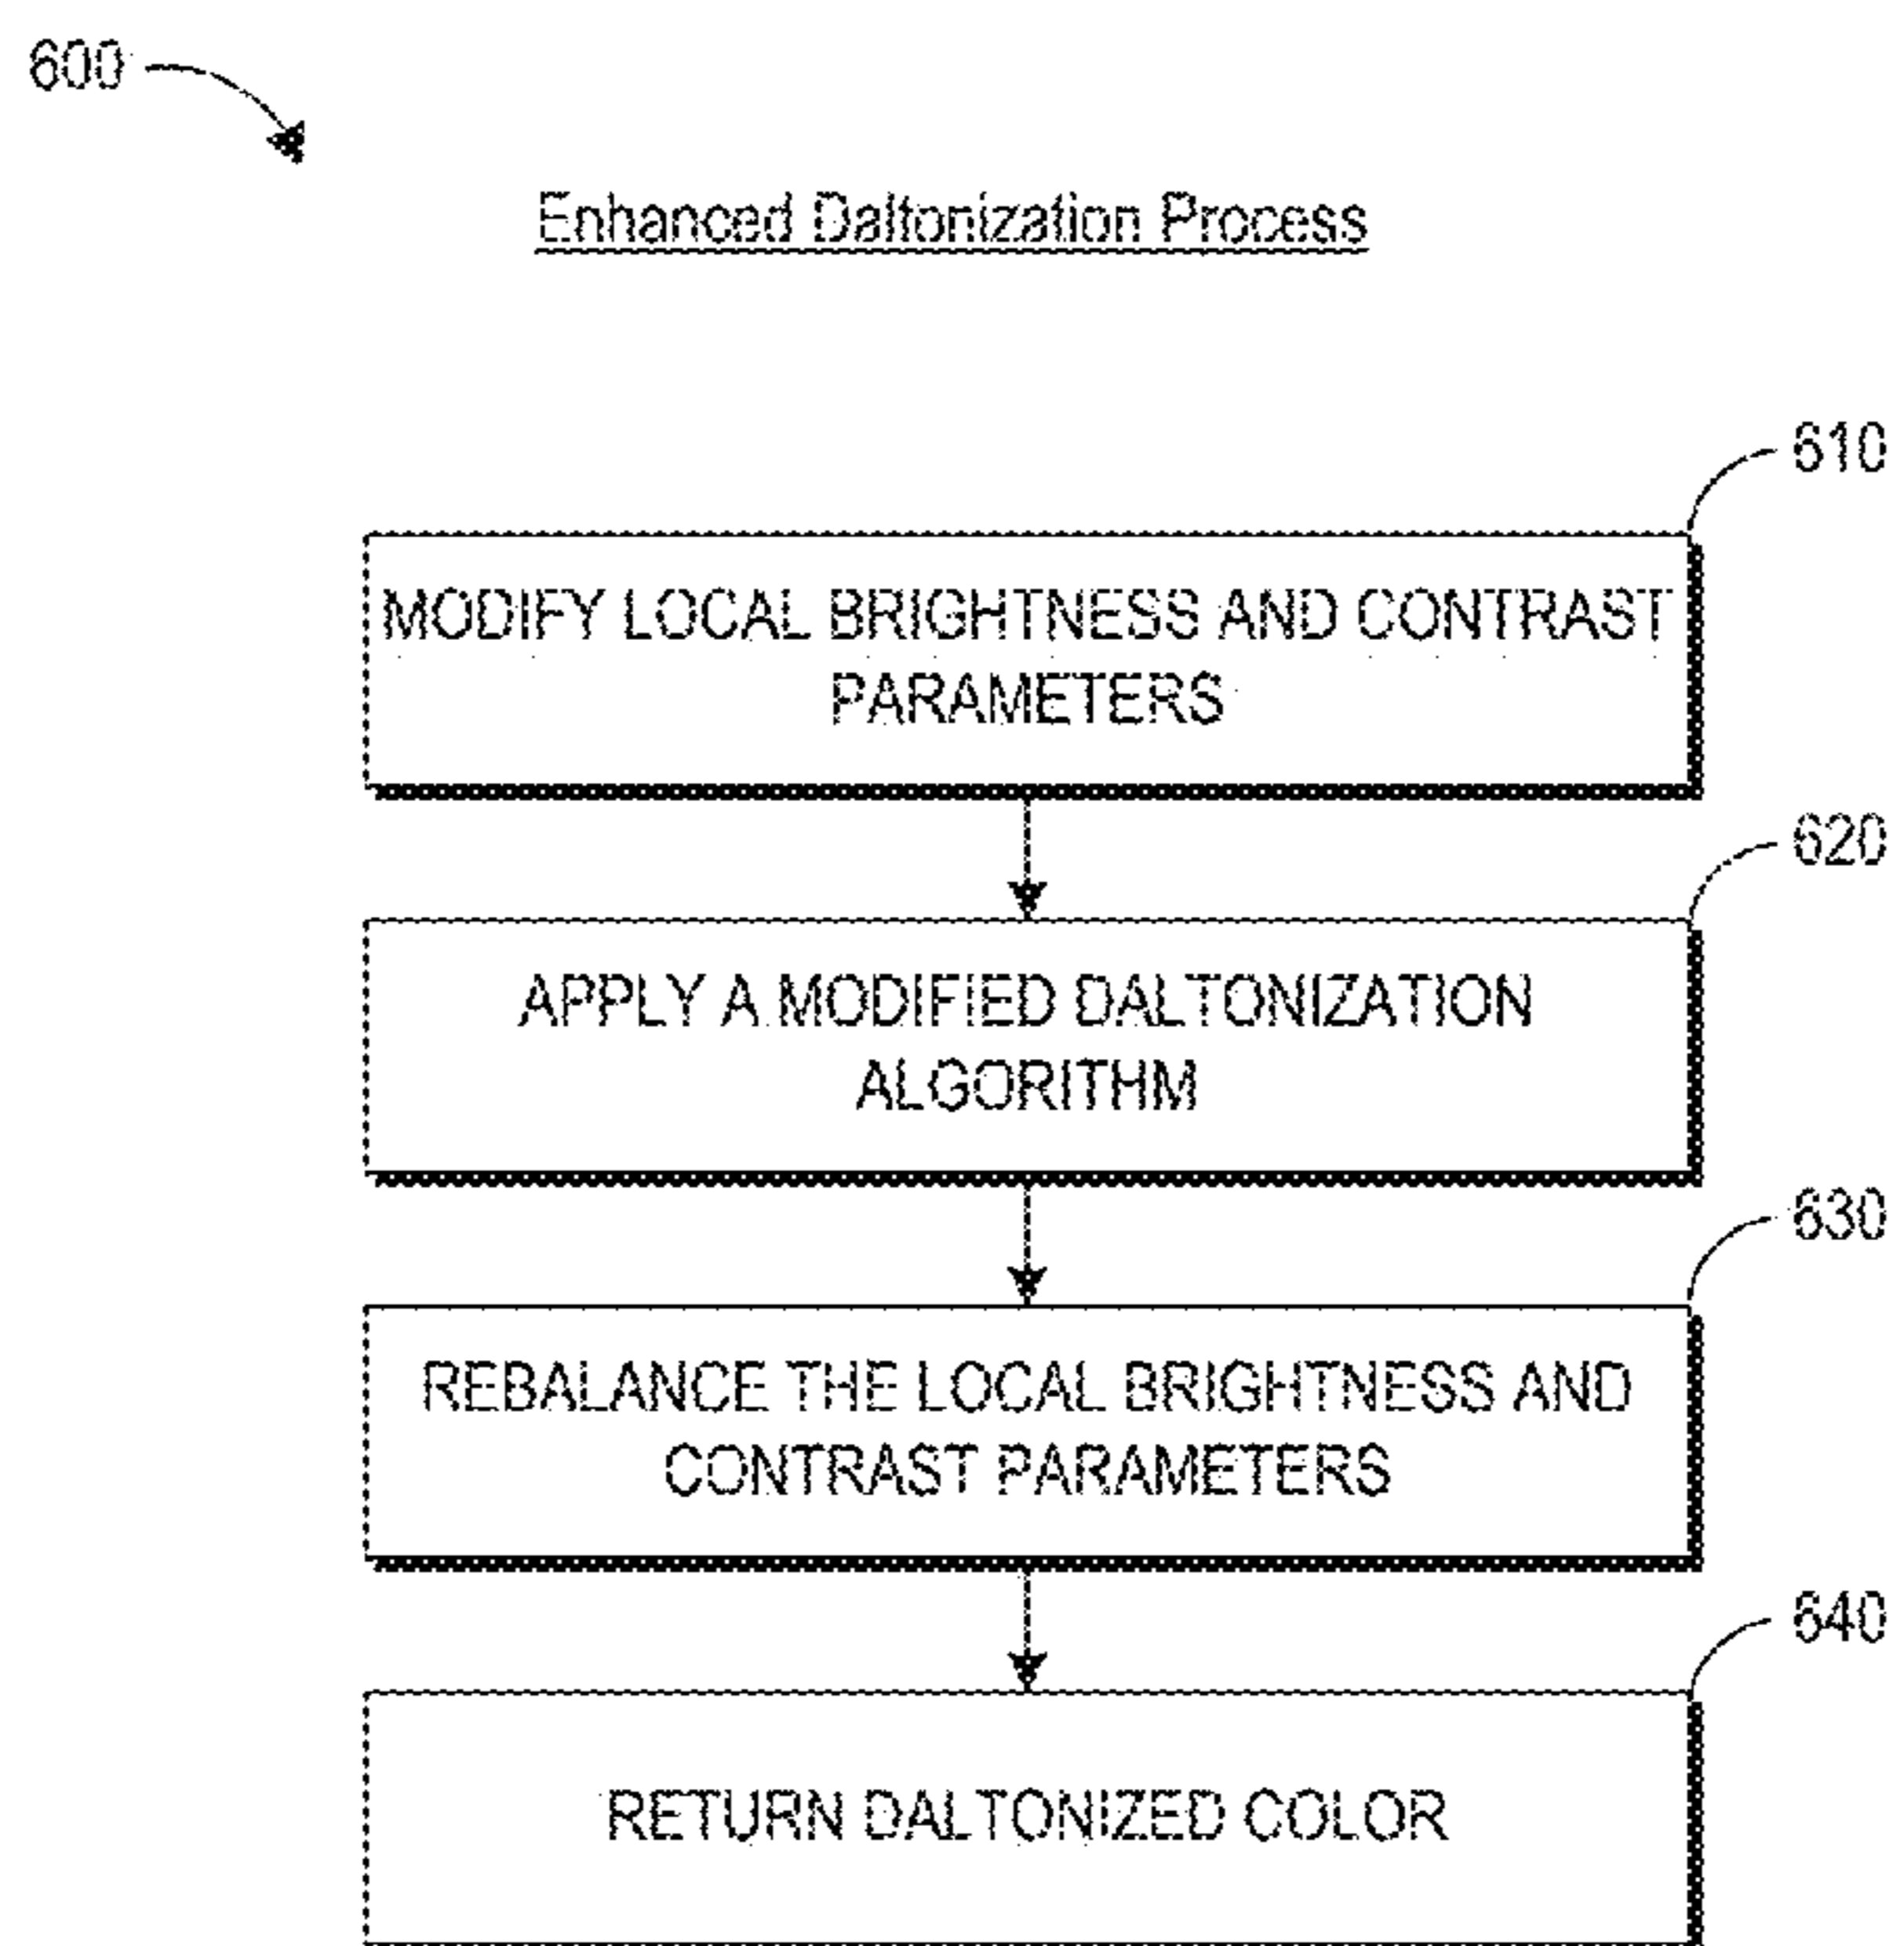 600
Enhanced Daltonization Process
610
MODIFY LOCAL BRIGHTNESS AND CONTRAST
PARAMETERS
620
APPLY A MODIFIED DALTONIZATION
ALGORITHM
630
REBALANCE THE LOCAL BRIGHTNESS AND
CONTRAST PARAMETERS
640
RETURN DALTONIZED COLOR